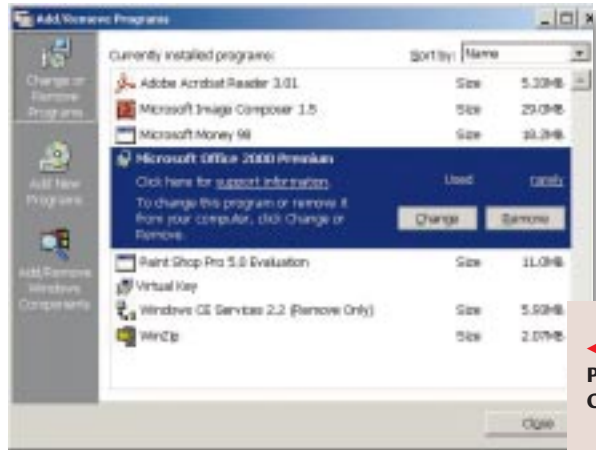 Add/Remove Programs
Change or
Remove
Programs
Add New
Programs
Add/Remove
Windows
Components
Currently installed programs:
Sort by: Name
Adobe Acrobat Reader 3.01 Size 5.33MB
Microsoft Image Composer 1.5 Size 29.0MB
Microsoft Money 98 Size 18.2MB
Microsoft Office 2000 Premium
Click here for support information. Used rarely
To change this program or remove it
from your computer, click Change or
Remove.
Change Remove
Paint Shop Pro 5.0 Evaluation Size 11.0MB
Virtual Key
Windows CE Services 2.2 (Remove Only) Size 5.93MB
WinZip Size 2.07MB
Close
P
C